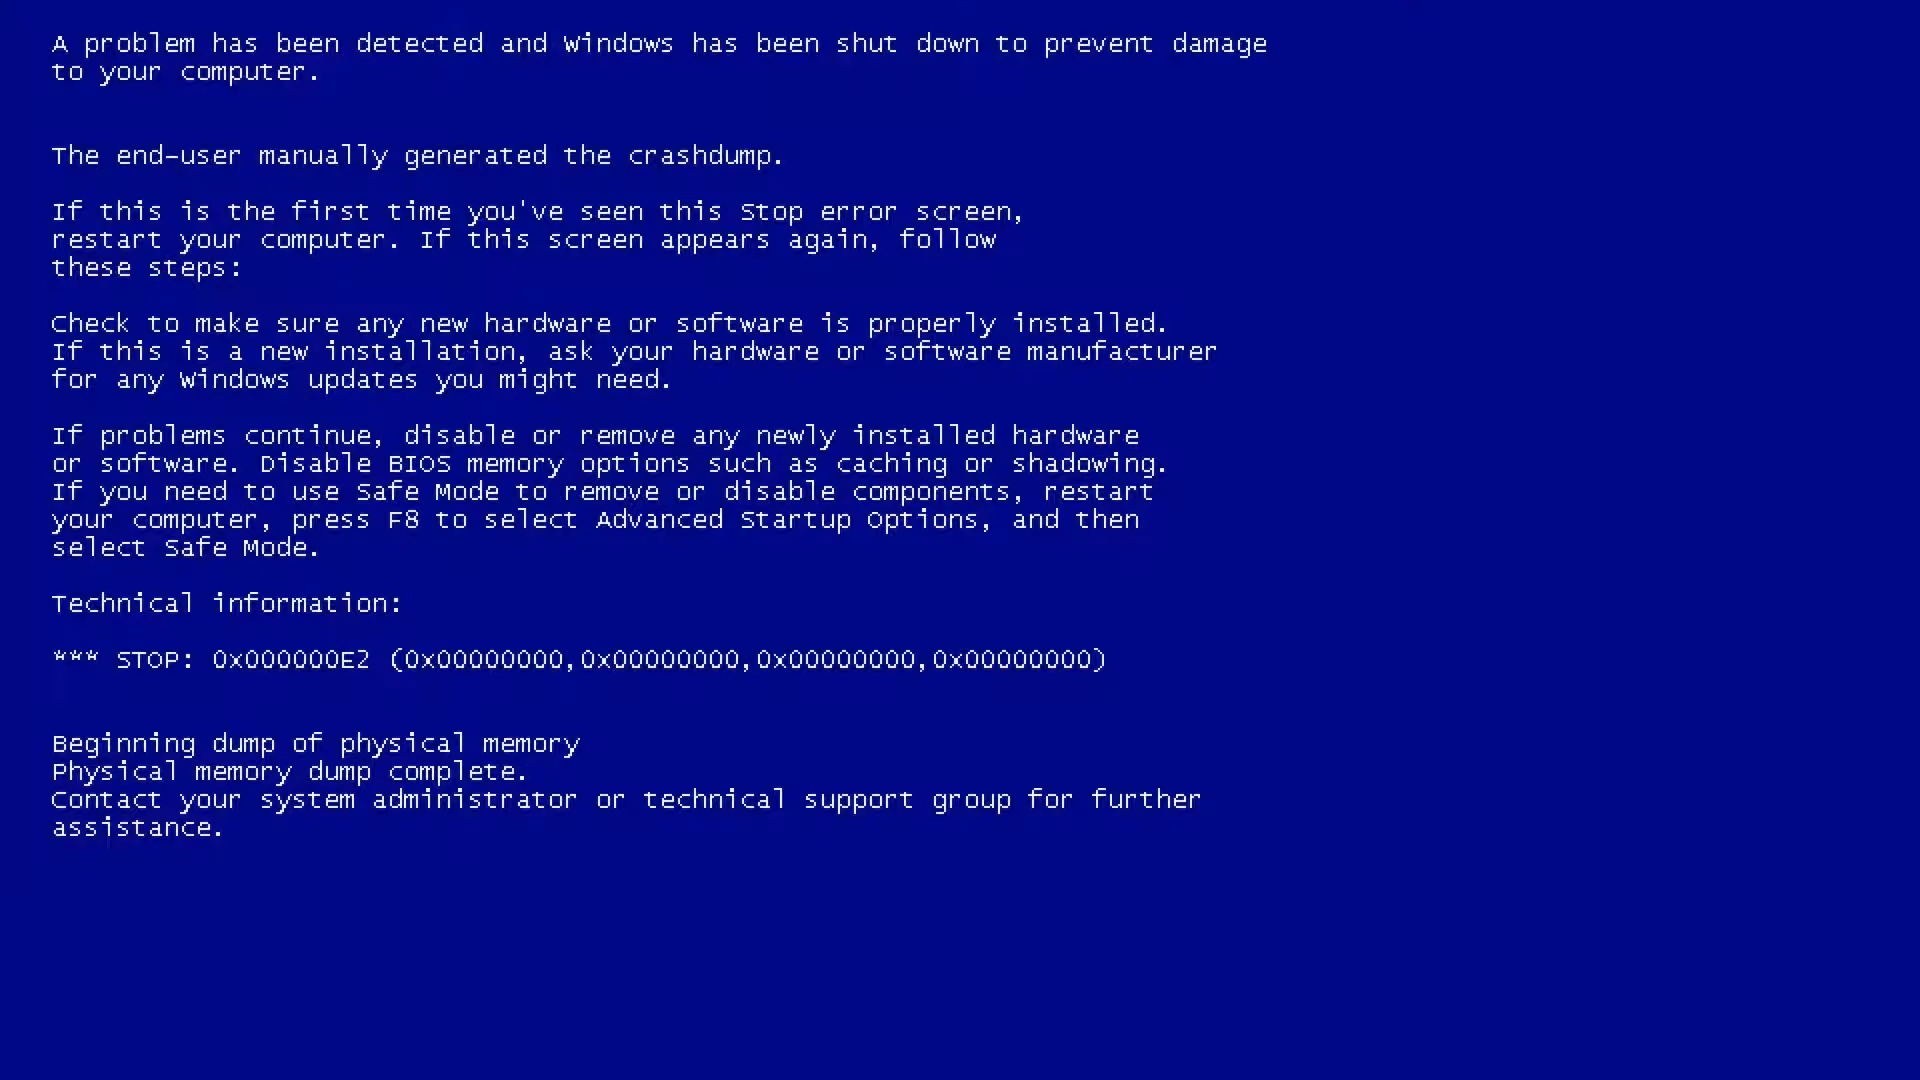 A problem has been detected and Windows has been shut down to prevent damage
to your computer.
The end-user manually generated the crashdump.
If this is the first time you've seen this Stop error screen,
restart your computer. If this screen appears again, follow
these steps:
Check to make sure any new hardware or software is properly installed.
If this is a new installation, ask your hardware or software manufacturer
for any Windows updates you might need.
If problems continue, disable or remove any newly installed hardware
or software. Disable BIOS memory options such as caching or shadowing.
If you need to use Safe Mode to remove or disable components, restart
your computer, press F8 to select Advanced Startup Options, and then
select Safe Mode.
Technical information:
*** STOP: 0x000000E2 (0x00000000,0x00000000,0x00000000,0x00000000)
Beginning dump of physical memory
Physical memory dump complete.
Contact your system administrator or technical support group for further
assistance.